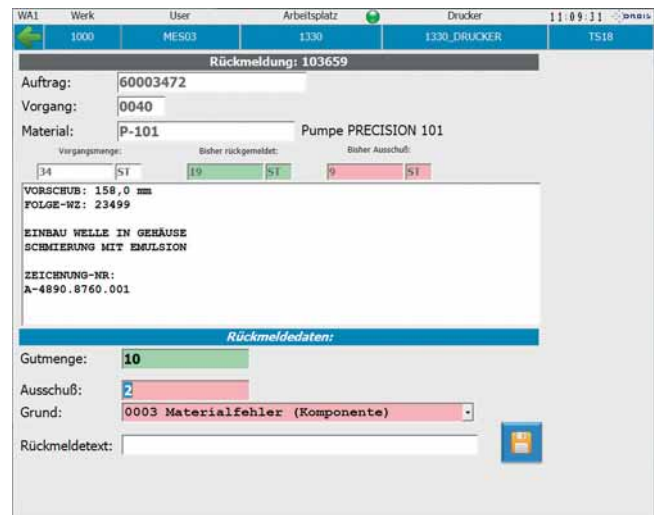 WA1 Werk User Arbeitsplatz Drucker 11:09:31
1000 MES03 1330 1330_DRUCKER TS18
Rückmeldung: 103659
Auftrag: 60003472
Vorgang: 0040
Material: P-101 Pumpe PRECISION 101
Vorgangsmenge: Bisher rückgemeldet: Bisher Ausschuß:
34 ST 19 ST 9 ST
VORSCHUB: 158,0 mm
FOLGE-WZ: 23499
EINBAU WELLE IN GEHÄUSE
SCHMIERUNG MIT EMULSION
ZEICHNUNG-NR:
A-4890.8760.001
Rückmeldedaten:
Gutmenge: 10
Ausschuß: 2
Grund: 0003 Materialfehler (Komponente)
Rückmeldetext: